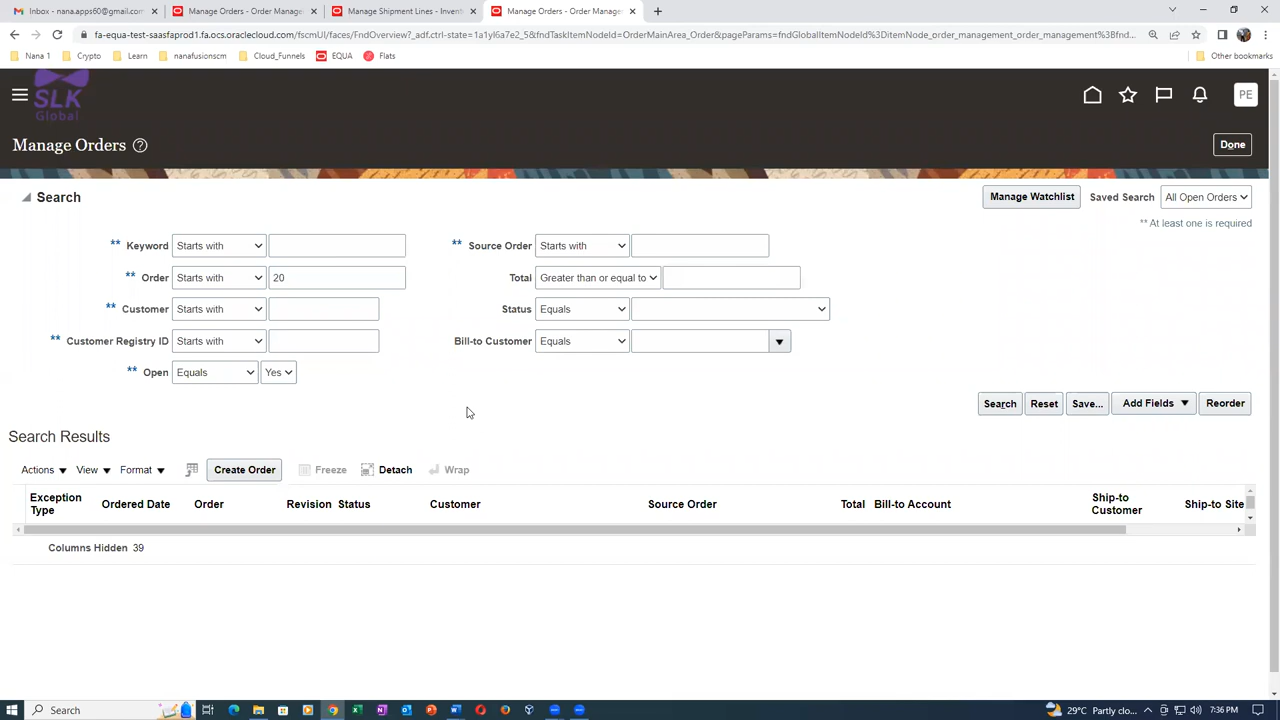 Inbox - nana.apps60@gmail.com
Manage Orders - Order Manage
Manage Shipment Lines - Invent
Manage Orders - Order Manage
fa-equa-test-saasfaprod1.fa.ocs.oraclecloud.com/fscmUI/faces/FndOverview?_adf.ctrl-state=1a1yl6a7e2_58&fndTaskItemNodeId=OrderMainArea_Order&pageParams=fndGlobalItemNodeId%3DitemNode_order_management_order_management%3Bfnd...
Nana 1
Crypto
Learn
nanafusionscm
Cloud_Funnels
EQUA
Flats
Other bookmarks
SLK
Global
PE
Manage Orders
Done
Search
Manage Watchlist
Saved Search
All Open Orders
** At least one is required
** Keyword Starts with
** Source Order Starts with
** Order Starts with 20
Total Greater than or equal to
** Customer Starts with
Status Equals
** Customer Registry ID Starts with
Bill-to Customer Equals
** Open Equals Yes
Search
Reset
Save...
Add Fields
Reorder
Search Results
Actions
View
Format
Create Order
Freeze
Detach
Wrap
Exception Type
Ordered Date
Order
Revision
Status
Customer
Source Order
Total
Bill-to Account
Ship-to Customer
Ship-to Site
Columns Hidden 39
Search
29°C Partly clo...
7:36 PM